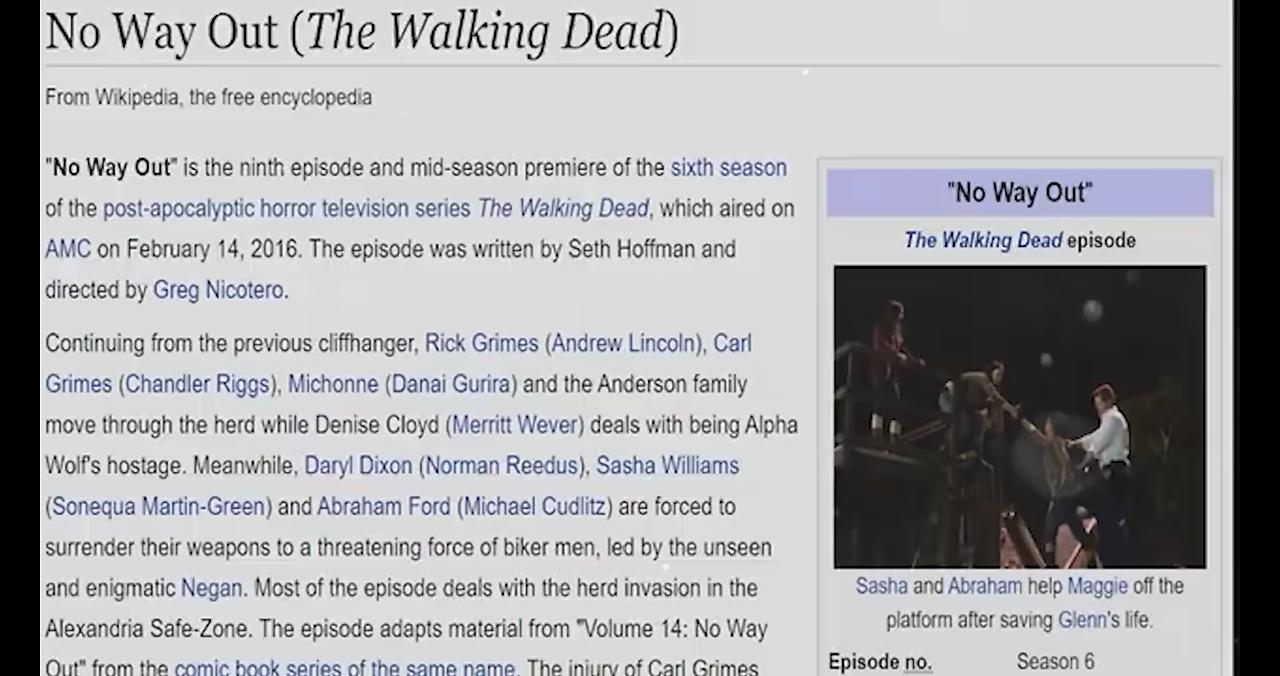 No Way Out (The Walking Dead)
From Wikipedia, the free encyclopedia
"No Way Out" is the ninth episode and mid-season premiere of the sixth season
of the post-apocalyptic horror television series The Walking Dead, which aired on
AMC on February 14, 2016. The episode was written by Seth Hoffman and
directed by Greg Nicotero.
Continuing from the previous cliffhanger, Rick Grimes (Andrew Lincoln), Carl
Grimes (Chandler Riggs), Michonne (Danai Gurira) and the Anderson family
move through the herd while Denise Cloyd (Merritt Wever) deals with being Alpha
Wolf's hostage. Meanwhile, Daryl Dixon (Norman Reedus), Sasha Williams
(Sonequa Martin-Green) and Abraham Ford (Michael Cudlitz) are forced to
surrender their weapons to a threatening force of biker men, led by the unseen
and enigmatic Negan. Most of the episode deals with the herd invasion in the
Alexandria Safe-Zone. The episode adapts material from "Volume 14: No Way
Out" from the comic book series of the same name. The injury of Carl Grimes
"No Way Out"
The Walking Dead episode
Sasha and Abraham help Maggie off the
platform after saving Glenn's life.
Episode no. Season 6